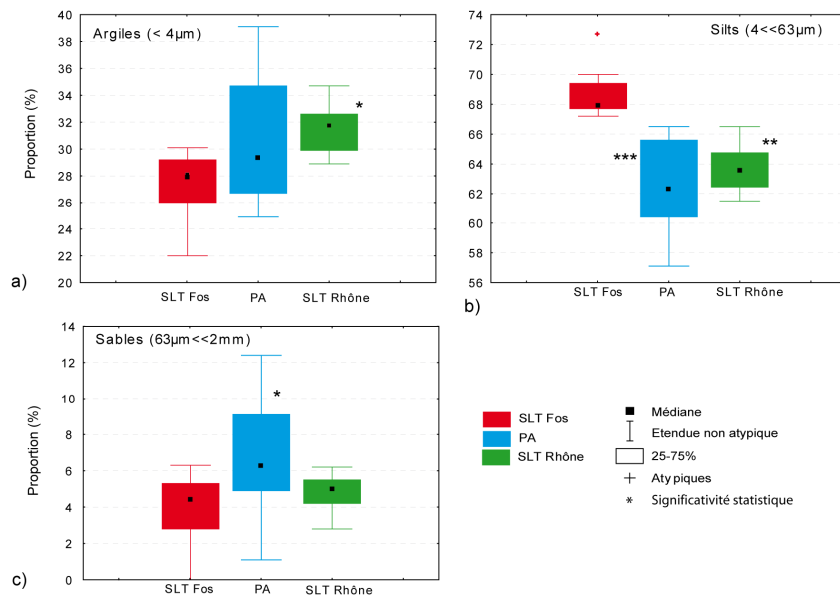 Argiles (< 4µm)
Proportion (%)
40
38
36
34
32
30
28
26
24
22
20
*
SLT Fos PA SLT Rhône
a)
Silts (4<<63µm)
74
72
70
68
66
64
62
60
58
56
*** **
SLT Fos PA SLT Rhône
b)
Sables (63µm<<2mm)
Proportion (%)
14
12
10
8
6
4
2
0
*
SLT Fos PA SLT Rhône
c)
SLT Fos
PA
SLT Rhône
Médiane
Etendue non atypique
25-75%
Aty piques
* Significativité statistique